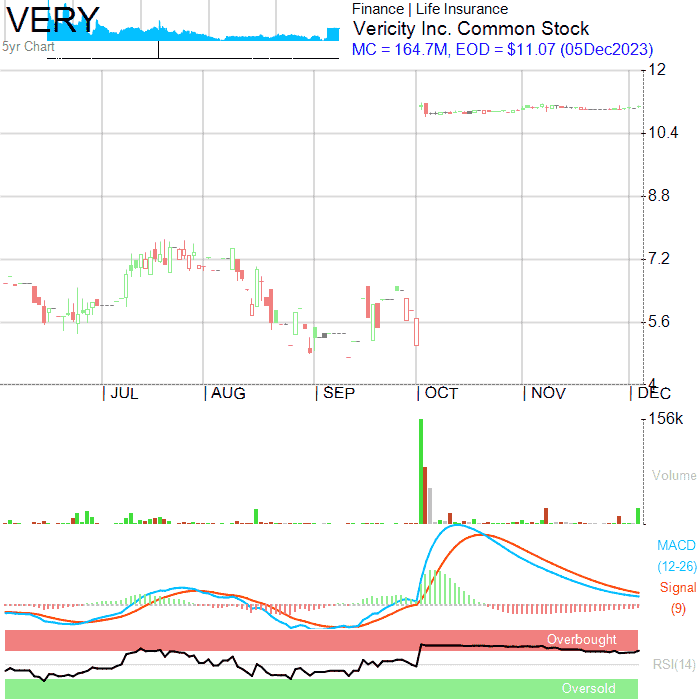 VERY
5yr Chart
Finance | Life Insurance
Vericity Inc. Common Stock
MC = 164.7M, EOD = $11.07 (05Dec2023)
12
10.4
8.8
7.2
5.6
4
JUL AUG SEP OCT NOV DEC
156k
Volume
MACD
(12-26)
Signal
(9)
Overbought
RSI(14)
Oversold